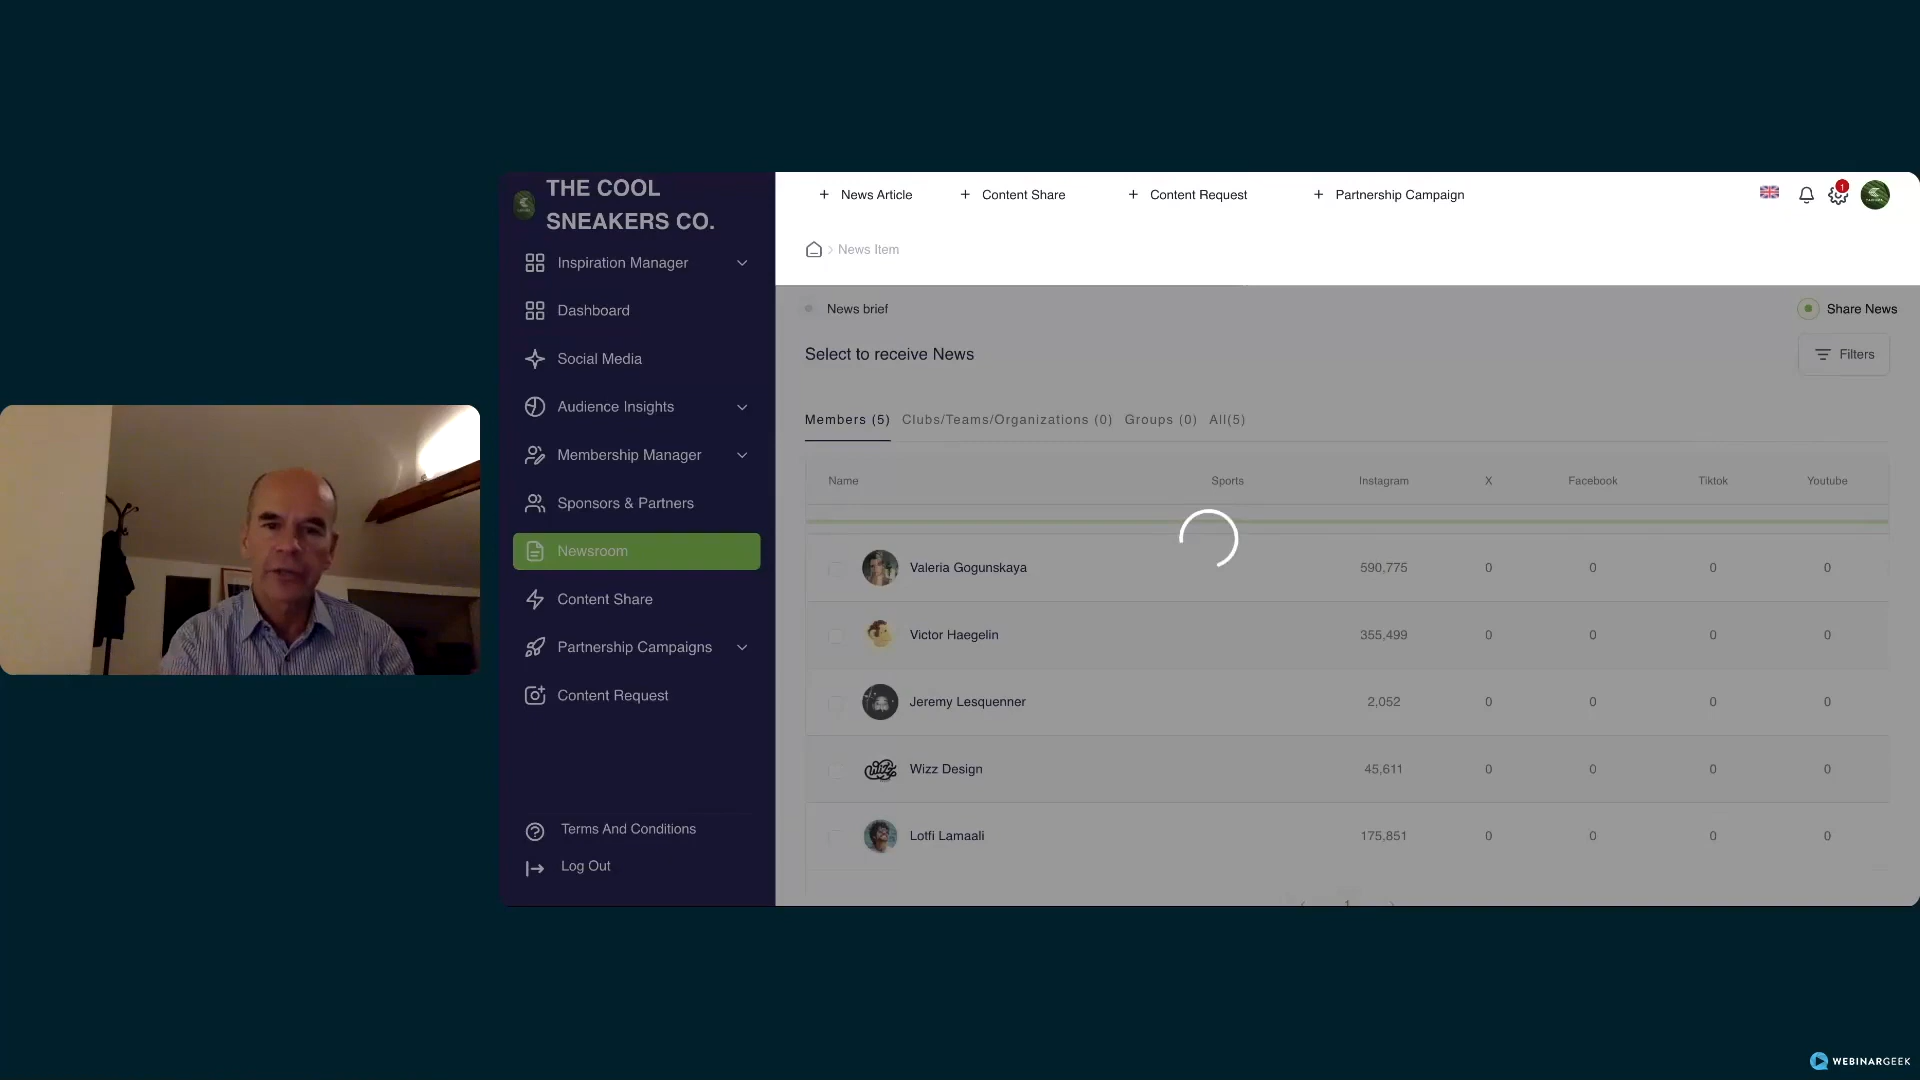 THE COOL
SNEAKERS CO.
Inspiration Manager
Dashboard
Social Media
Audience Insights
Membership Manager
Sponsors & Partners
Newsroom
Content Share
Partnership Campaigns
Content Request
Terms And Conditions
Log Out
+ News Article + Content Share + Content Request + Partnership Campaign 1
> News Item
News brief Share News
Select to receive News Filters
Members (5) Clubs/Teams/Organizations (0) Groups (0) All(5)
Name Sports Instagram X Facebook Tiktok Youtube
Valeria Gogunskaya 590,775 0 0 0 0
Victor Haegelin 355,499 0 0 0 0
Jeremy Lesquenner 2,052 0 0 0 0
Wizz Design 45,611 0 0 0 0
Lotfi Lamaali 175,851 0 0 0 0
< 1 >
WEBINARGEEK